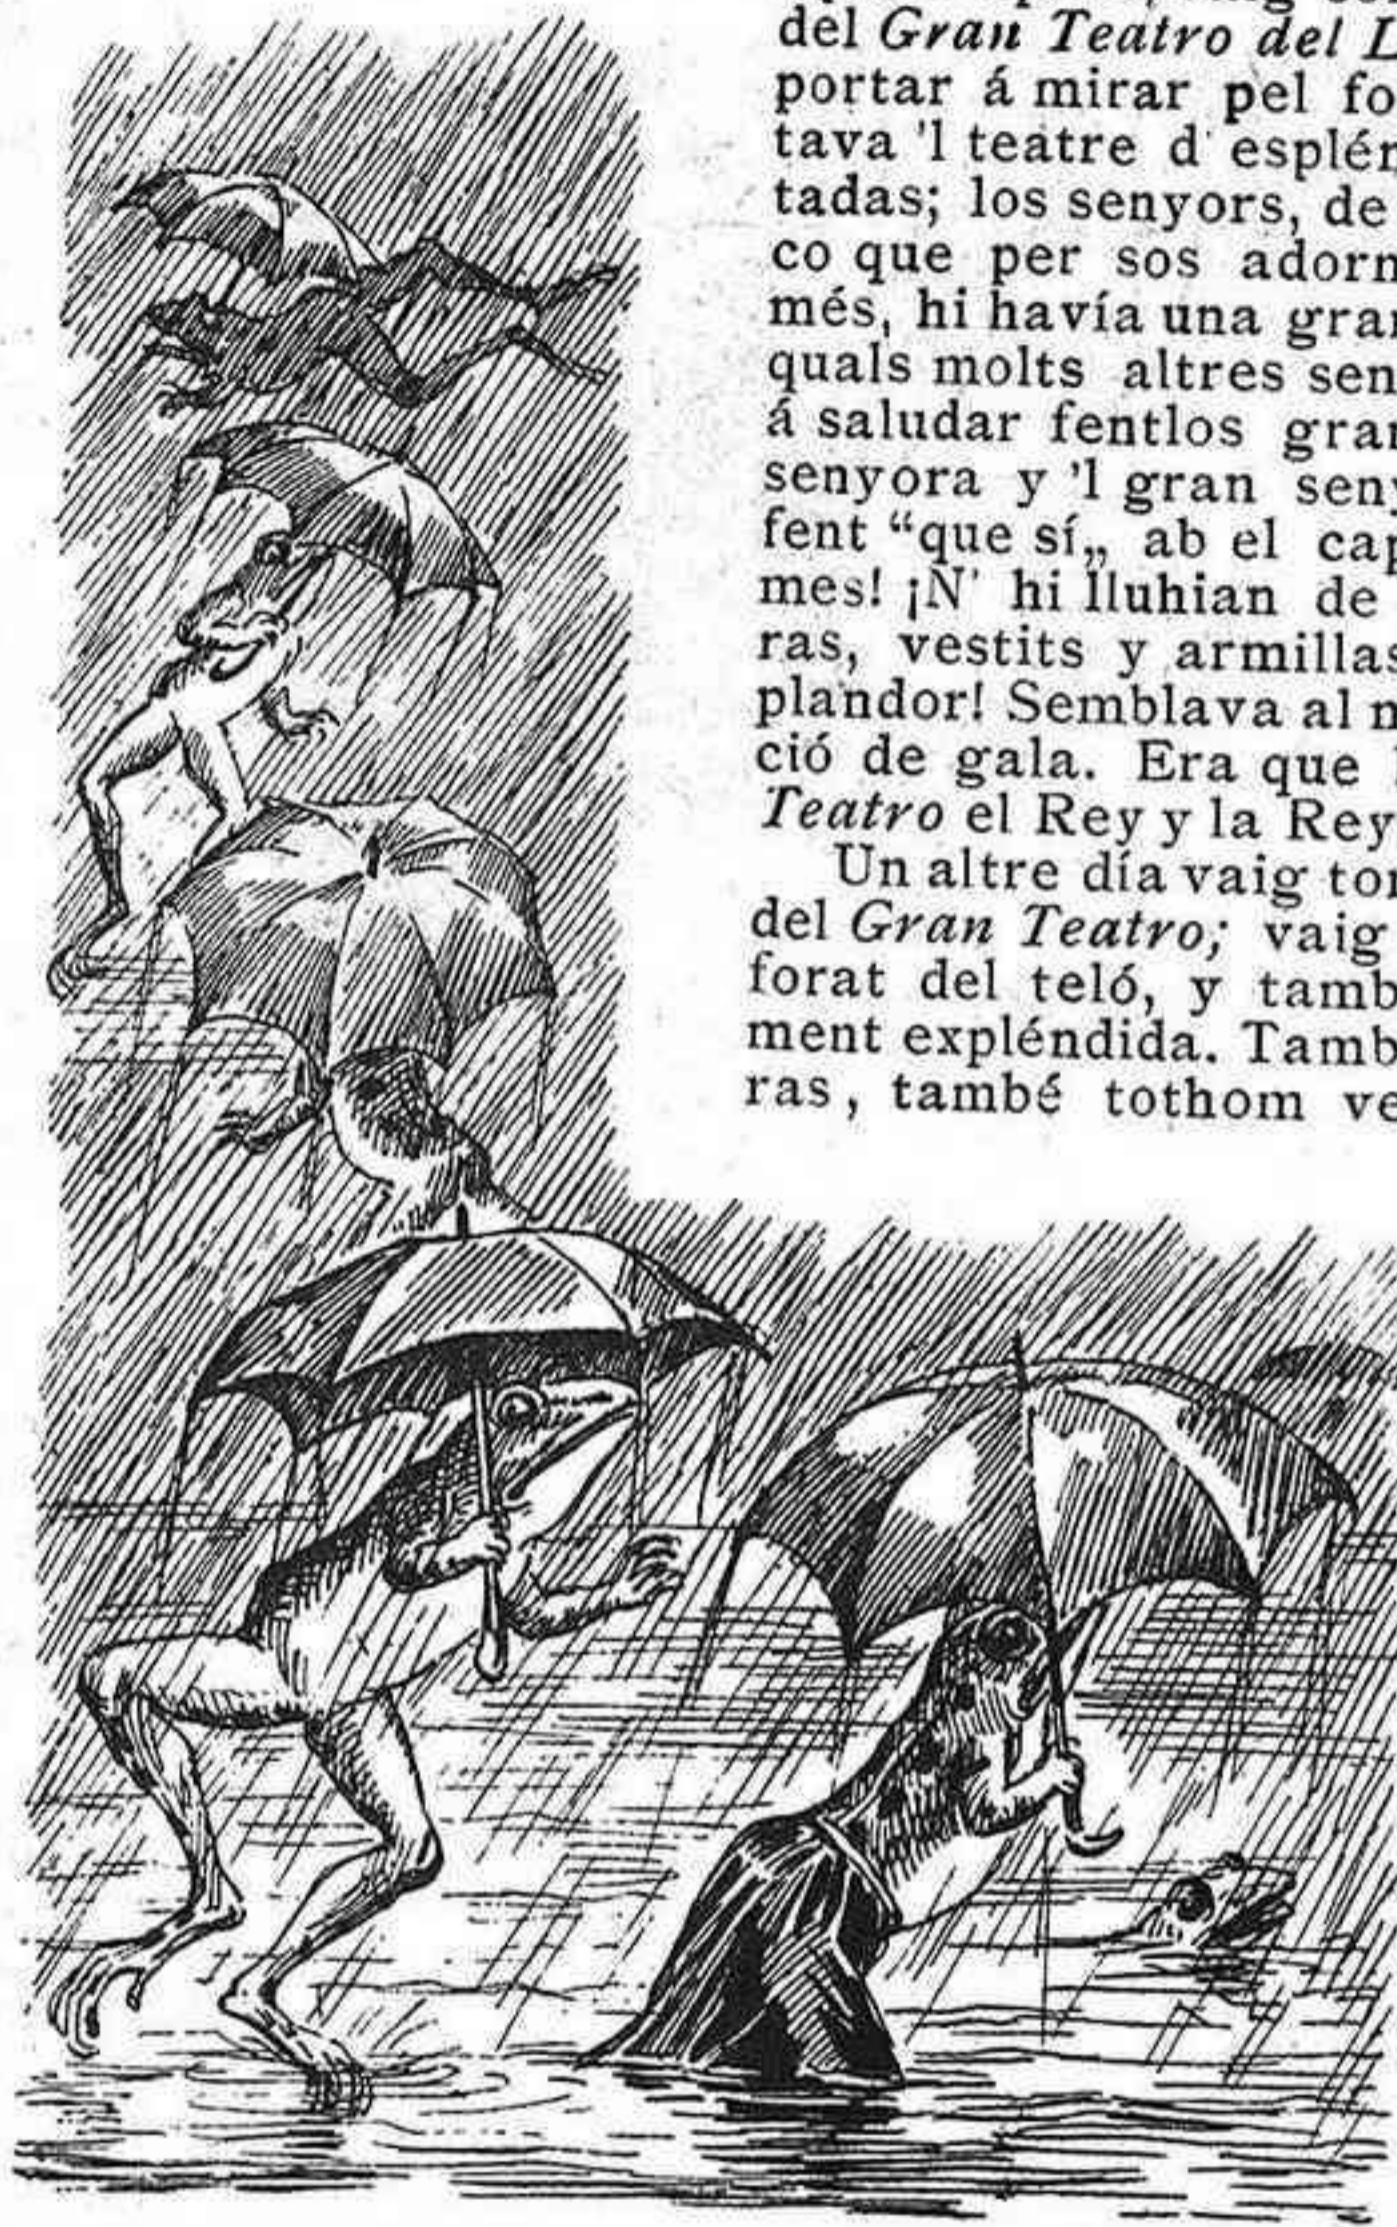 del Gran Teatro del L
portar á mirar pel fo
tava 'l teatre d' esplén
tadas; los senyors, de
co que per sos adorn
més, hi havía una gran
quals molts altres sen
á saludar fentlos gran
senyora y 'l gran seny
fent “que sí„ ab el cap
mes! ¡N' hi lluhian de
ras, vestits y armillas
plandor! Semblava al m
ció de gala. Era que
Teatro el Rey y la Rey
Un altre día vaig tor
del Gran Teatro; vaig
forat del teló, y tamb
ment expléndida. Tamb
ras, també tothom ve